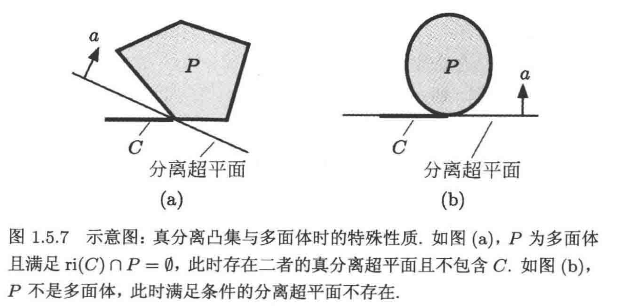 a
P
C
分离超平面
(a)
P
a
C
分离超平面
(b)
图 1.5.7 示意图: 真分离凸集与多面体时的特殊性质. 如图 (a), P 为多面体
且满足 ri(C) ∩ P = ∅, 此时存在二者的真分离超平面且不包含 C. 如图 (b),
P 不是多面体, 此时满足条件的分离超平面不存在.